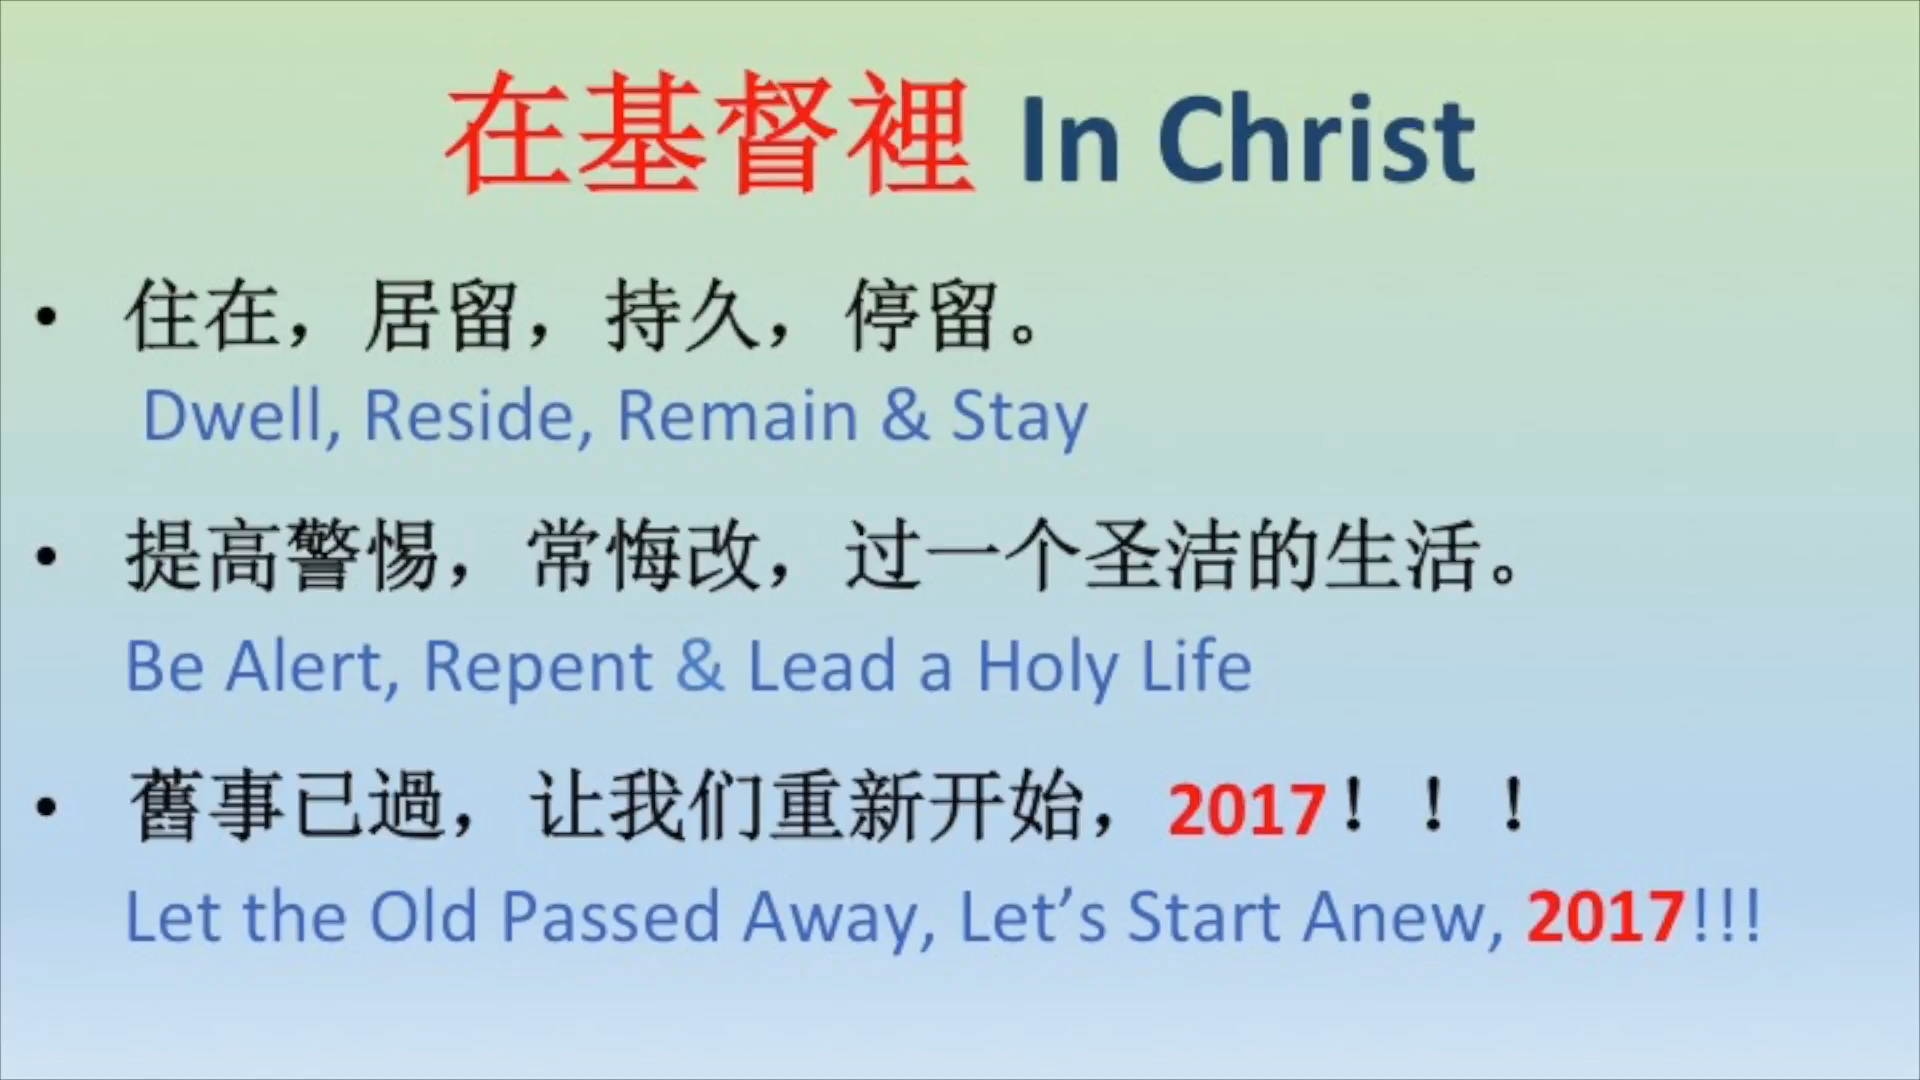 在基督裡 In Christ
• 住在，居留，持久，停留。
Dwell, Reside, Remain & Stay
• 提高警惕，常悔改，过一个圣洁的生活。
Be Alert, Repent & Lead a Holy Life
• 舊事已過，让我们重新开始，2017！！！
Let the Old Passed Away, Let’s Start Anew, 2017!!!